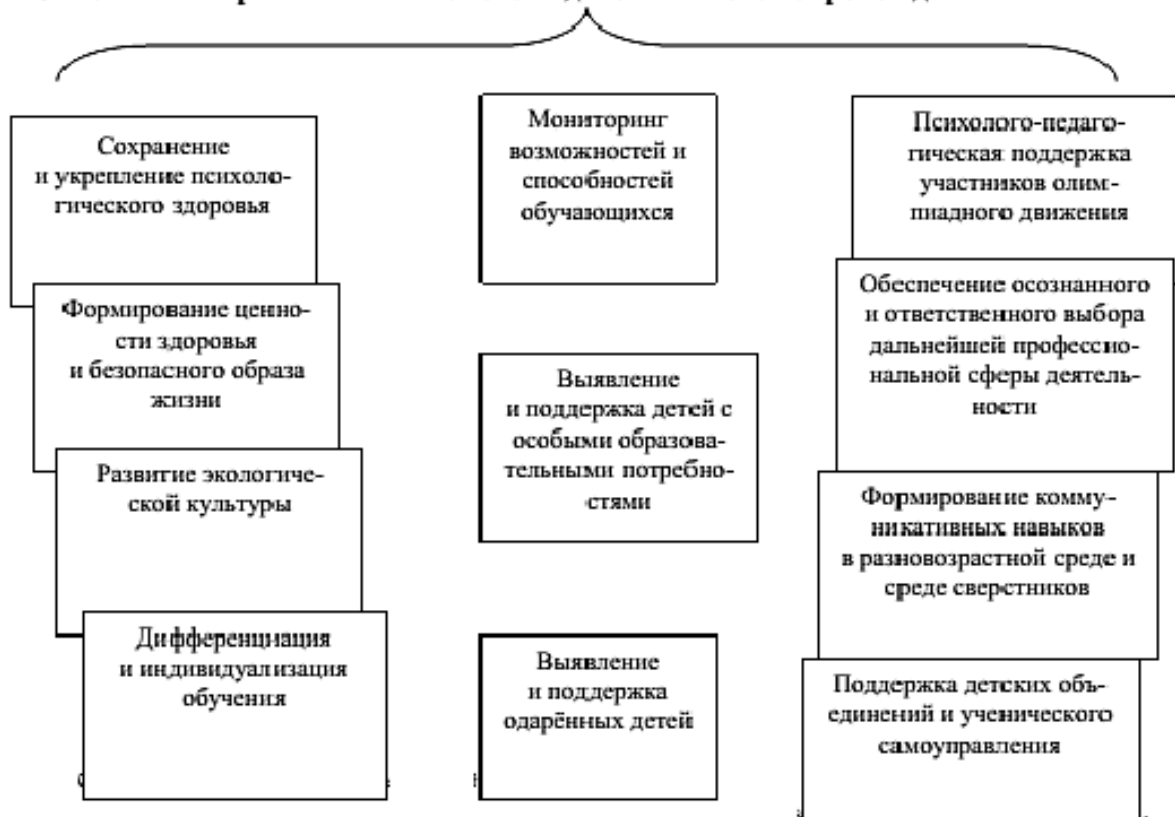 Сохранение
и укрепление психоло-
гического здоровья
Формирование ценно-
сти здоровья
и безопасного образа
жизни
Развитие экологиче-
ской культуры
Дифференциация
и индивидуализация
обучения
Мониторинг
возможностей и
способностей
обучающихся
Выявление
и поддержка детей с
особыми образова-
тельными потребно-
стями
Выявление
и поддержка
одарённых детей
Психолого-педаго-
гическая поддержка
участников олим-
пиадного движения
Обеспечение осознанного
и ответственного выбора
дальнейшей профессио-
нальной сферы деятель-
ности
Формирование комму-
никативных навыков
в разновозрастной среде и
среде сверстников
Поддержка детских объ-
единений и ученического
самоуправления